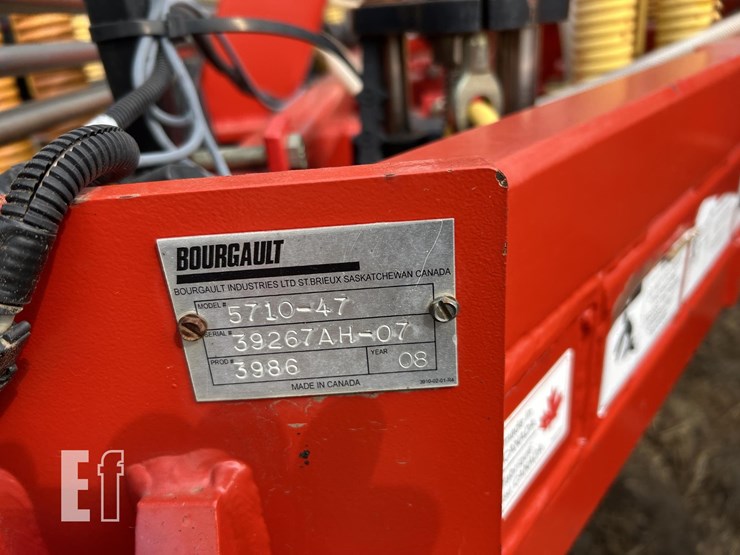 BOURGAULT
BOURGAULT INDUSTRIES LTD ST.BRIEUX SASKATCHEWAN CANADA
MODEL # 5710-47
SERIAL # 39267AH-07
PROD # 3986 YEAR 08
MADE IN CANADA
Ef